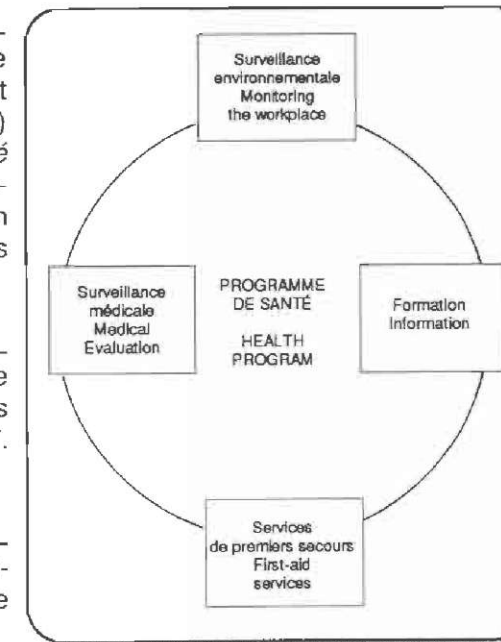 Surveillance
environnementale
Monitoring
the workplace
Surveillance
médicale
Medical
Evaluation
PROGRAMME
DE SANTÉ
HEALTH
PROGRAM
Formation
Information
Services
de premiers secours
First-aid
services